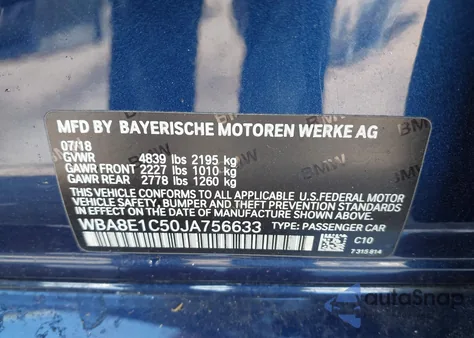 MFD BY BAYERISCHE MOTOREN WERKE AG
07/18
GVWR 4839 lbs 2195 kg
GAWR FRONT 2227 lbs 1010 kg
GAWR REAR 2778 lbs 1260 kg
THIS VEHICLE CONFORMS TO ALL APPLICABLE U.S. FEDERAL MOTOR
VEHICLE SAFETY, BUMPER AND THEFT PREVENTION STANDARDS IN EFFECT
ON THE DATE OF MANUFACTURE SHOWN ABOVE.
WBA8E1C50JA756633 TYPE: PASSENGER CAR
C10
7315814
autoSnap